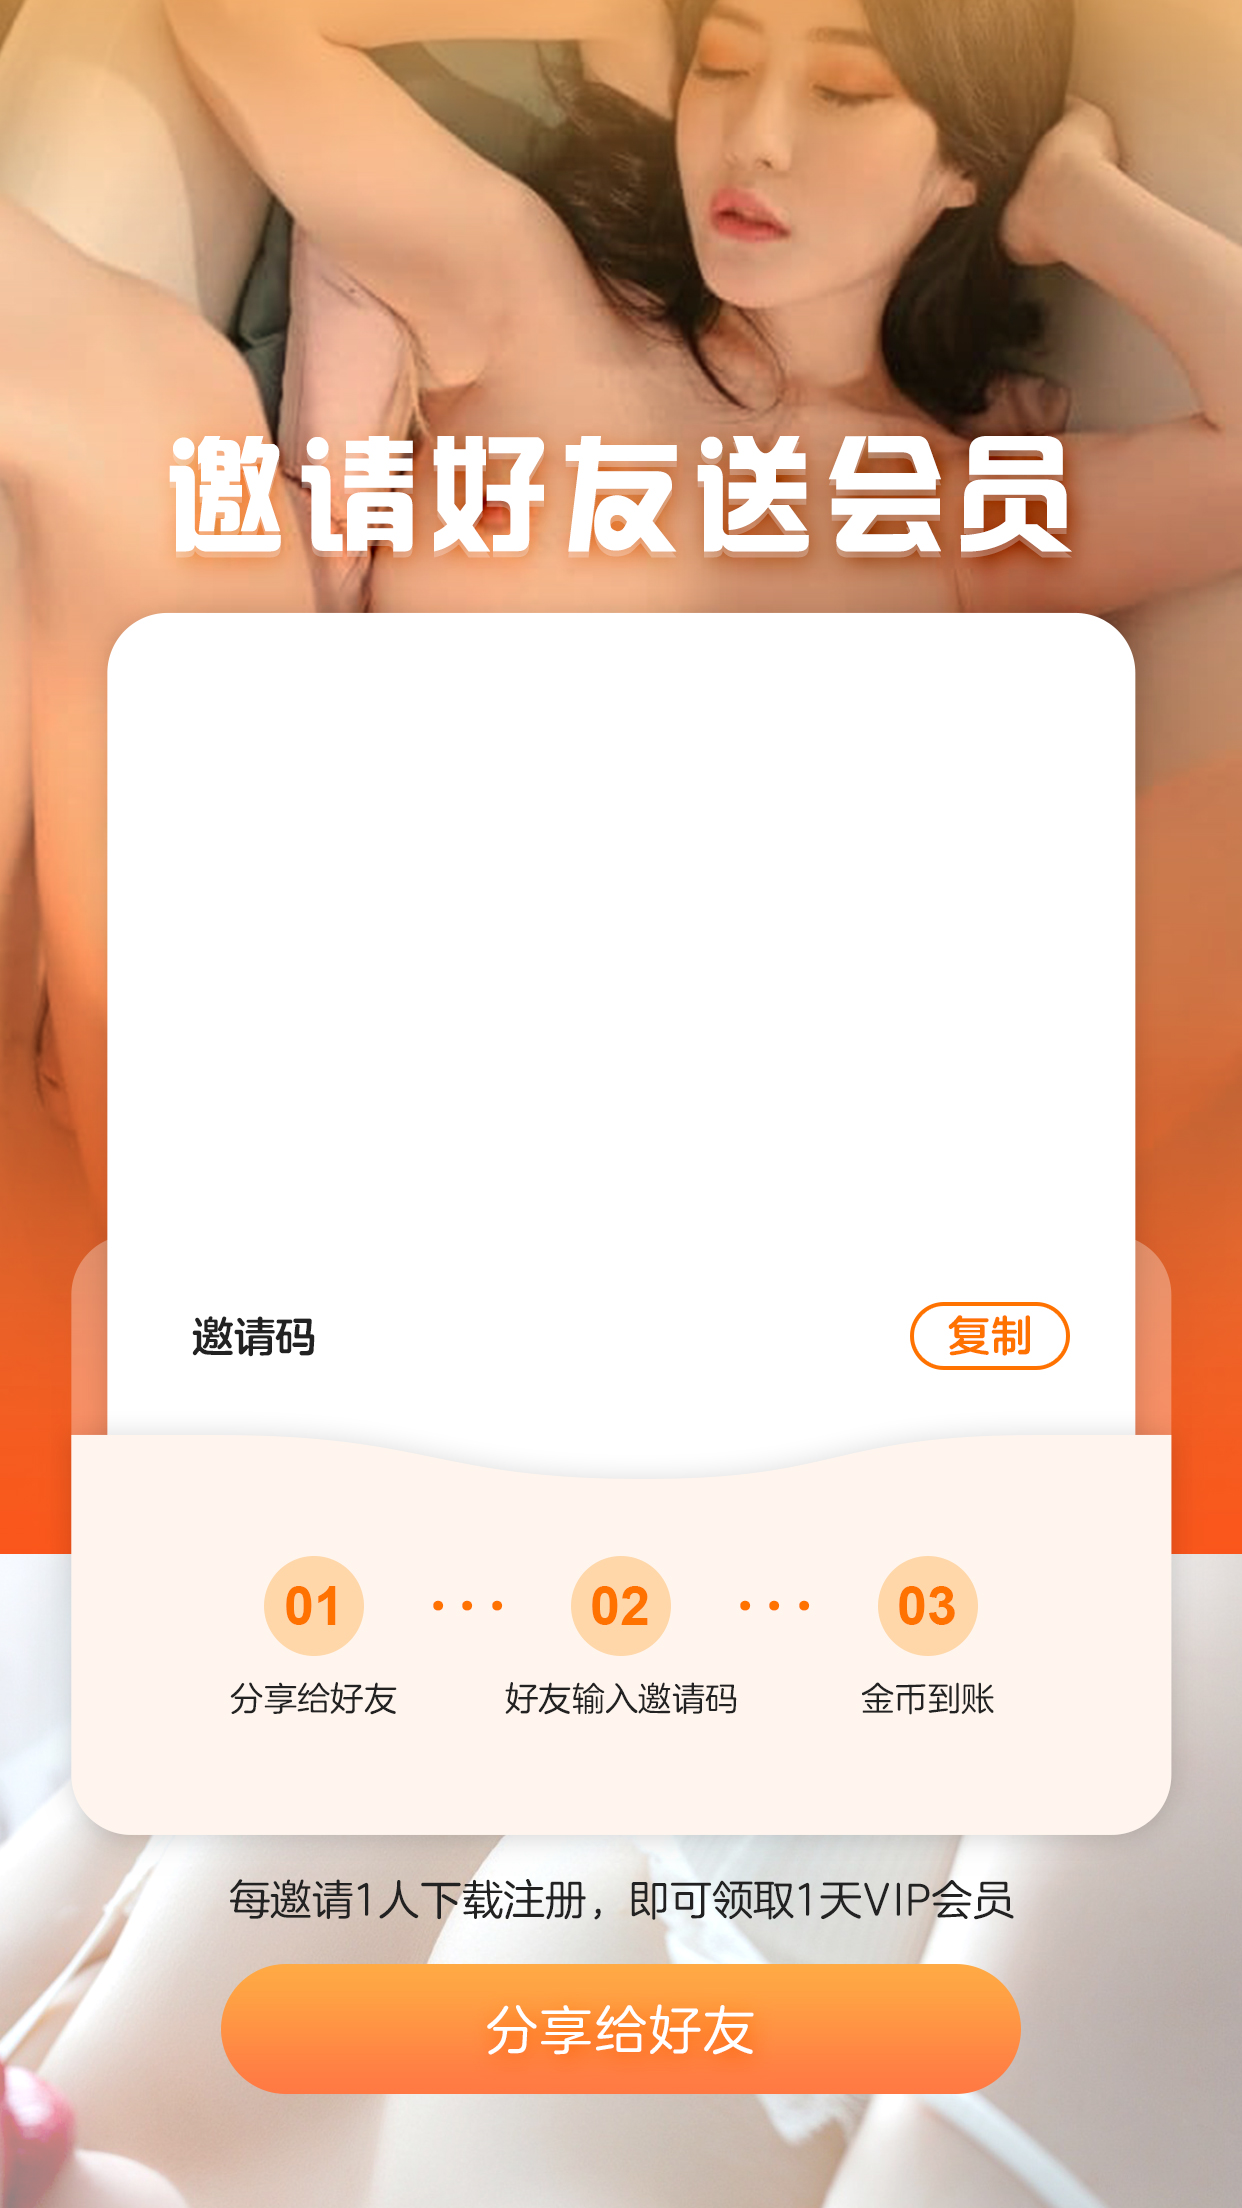 邀请好友送会员
邀请码
复制
01 ··· 02 ··· 03
分享给好友 好友输入邀请码 金币到账
每邀请1人下载注册，即可领取1天VIP会员
分享给好友